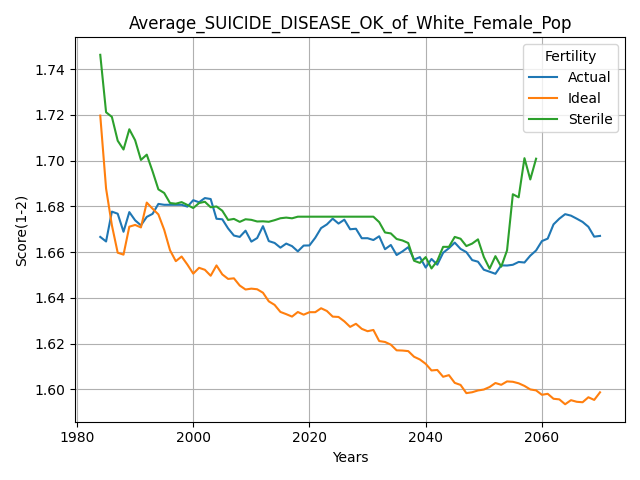 Average_SUICIDE_DISEASE_OK_of_White_Female_Pop
Fertility
Actual
Ideal
Sterile
Score(1-2)
1.74
1.72
1.70
1.68
1.66
1.64
1.62
1.60
1980
2000
2020
2040
2060
Years